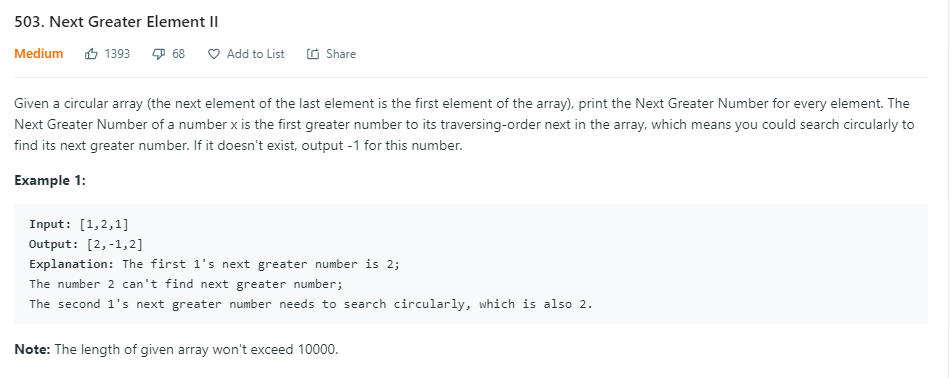 503. Next Greater Element II
Medium 1393 68 Add to List Share
Given a circular array (the next element of the last element is the first element of the array), print the Next Greater Number for every element. The
Next Greater Number of a number x is the first greater number to its traversing-order next in the array, which means you could search circularly to
find its next greater number. If it doesn't exist, output -1 for this number.
Example 1:
Input: [1,2,1]
Output: [2,-1,2]
Explanation: The first 1's next greater number is 2;
The number 2 can't find next greater number;
The second 1's next greater number needs to search circularly, which is also 2.
Note: The length of given array won't exceed 10000.